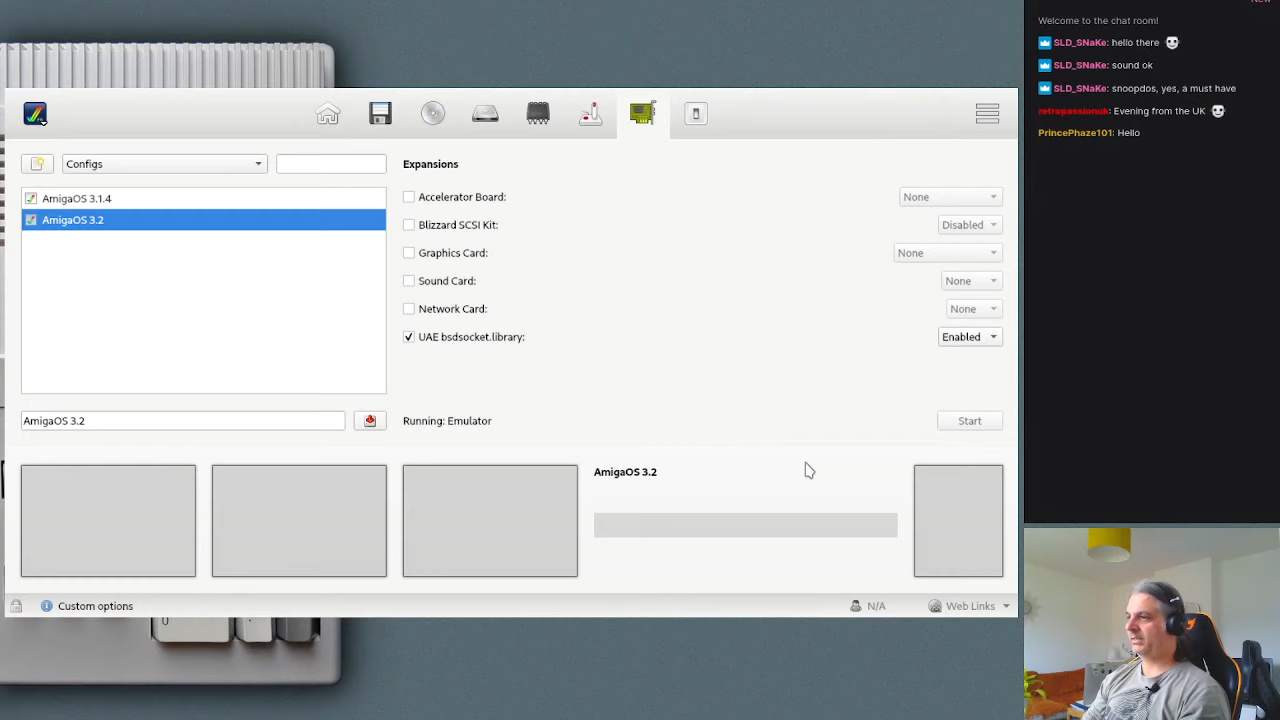 Welcome to the chat room!
SLD_SNaKe: hello there
SLD_SNaKe: sound ok
SLD_SNaKe: snoopdos, yes, a must have
retropassionuk: Evening from the UK
PrincePhaze101: Hello
Configs
Expansions
AmigaOS 3.1.4
AmigaOS 3.2
Accelerator Board:
None
Blizzard SCSI Kit:
Disabled
Graphics Card:
None
Sound Card:
None
Network Card:
None
UAE bsdsocket.library:
Enabled
AmigaOS 3.2
Running: Emulator
Start
AmigaOS 3.2
Custom options
N/A
Web Links